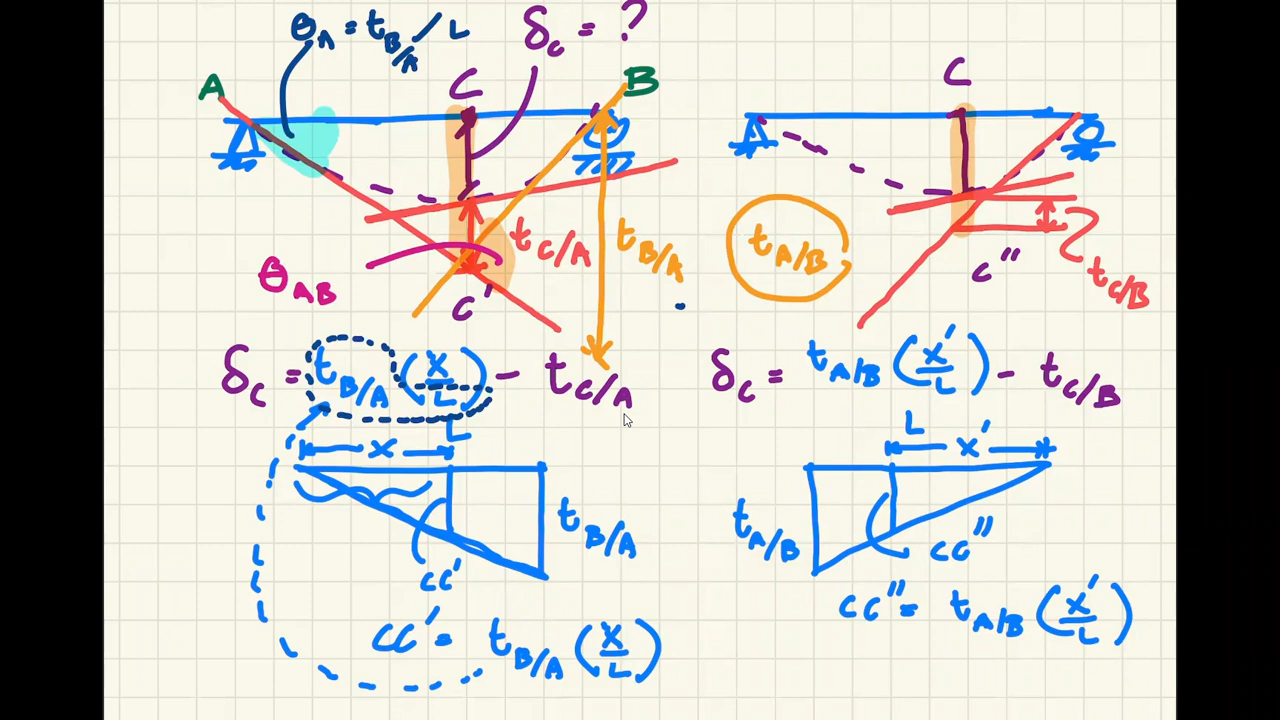 θA = tB/A / L
δC = ?
A
C
B
C
tC/A
tB/A
tA/B
θAB
C'
C"
tC/B
δC = tB/A (x/L) - tC/A
δC = tA/B (x'/L) - tC/B
x
L
L
x'
tB/A
tA/B
CC'
CC"
CC' = tB/A (x/L)
CC" = tA/B (x'/L)